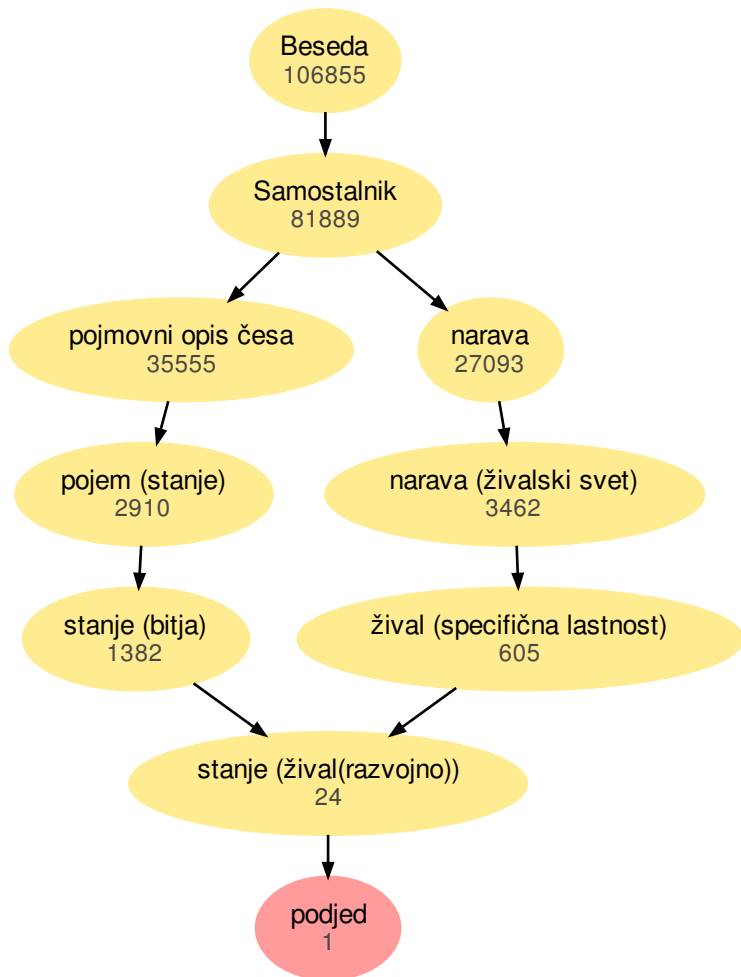 Beseda
106855
Samostalnik
81889
pojmovni opis česa
35555
narava
27093
pojem (stanje)
2910
narava (živalski svet)
3462
stanje (bitja)
1382
žival (specifična lastnost)
605
stanje (žival(razvojno))
24
podjed
1